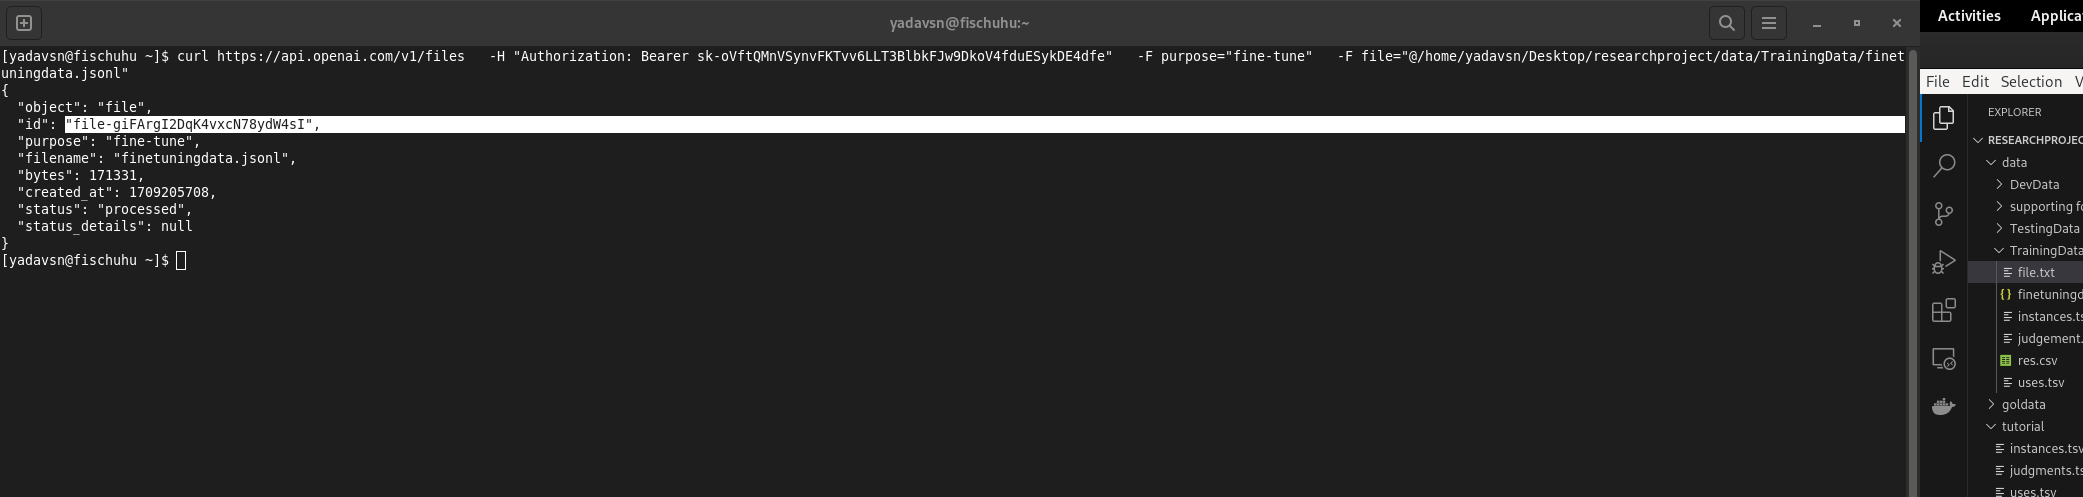 yadavsn@fischuhu:~
[yadavsn@fischuhu ~]$ curl https://api.openai.com/v1/files -H "Authorization: Bearer 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" -F purpose="fine-tune" -F file="@/home/yadavsn/Desktop/researchproject/data/TrainingData/finet
uningdata.jsonl"
{
"object": "file",
"id": "file-giFArgI2DqK4vxcN78ydW4sI",
"purpose": "fine-tune",
"filename": "finetuningdata.jsonl",
"bytes": 171331,
"created_at": 1709205708,
"status": "processed",
"status_details": null
}
[yadavsn@fischuhu ~]$
Activities Applica
File Edit Selection V
EXPLORER
RESEARCHPROJEC
data
DevData
supporting fo
TestingData
TrainingData
file.txt
finetuningd
instances.ts
judgement.
res.csv
uses.tsv
goldata
tutorial
instances.tsv
judgments.ts
uses.tsv